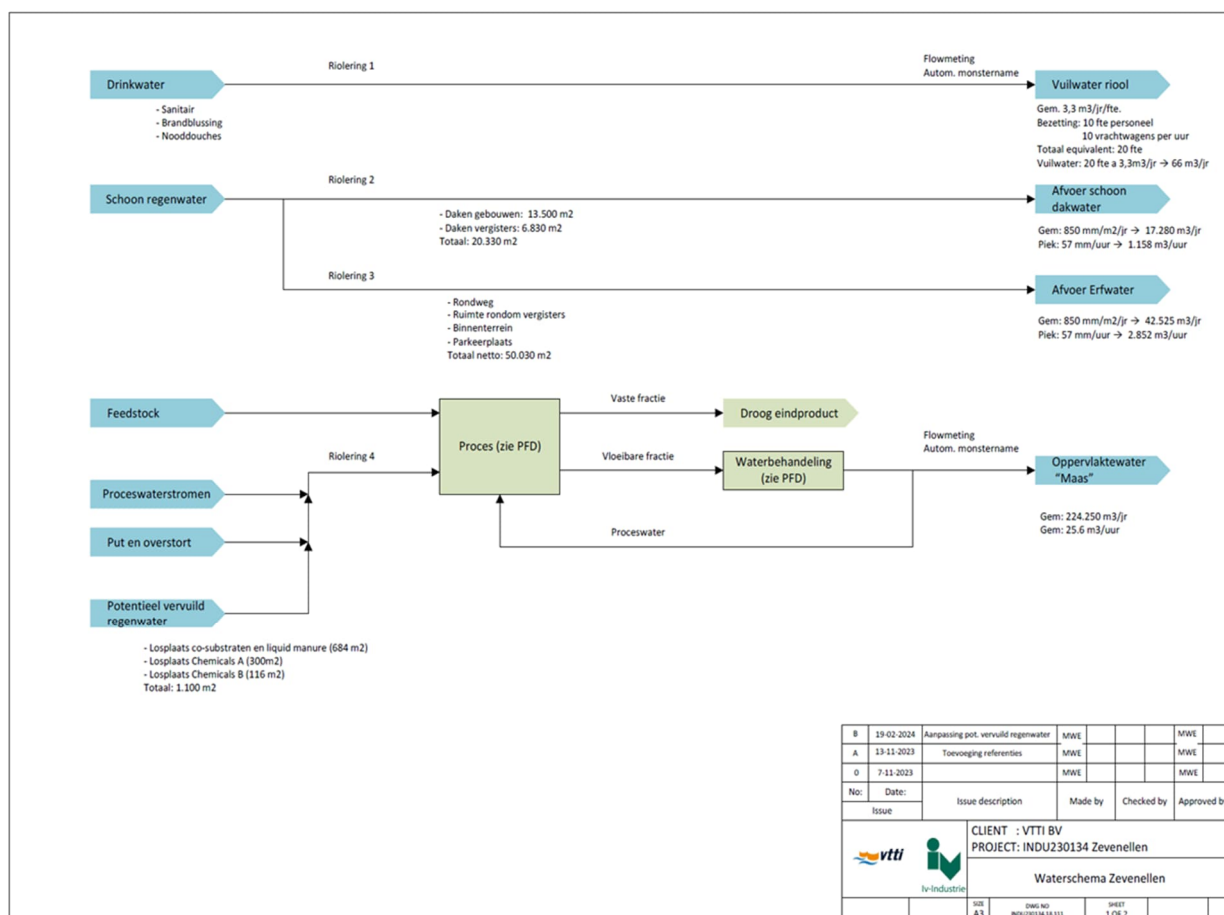 Riolering 1
Flowmeting
Autom. monstername
Drinkwater
Vuilwater riool
- Sanitair
- Brandblussing
- Nooddouches
Gem. 3,3 m3/jr/fte.
Bezetting: 10 fte personeel
10 vrachtwagens per uur
Totaal equivalent: 20 fte
Vuilwater: 20 fte a 3,3m3/jr → 66 m3/jr
Riolering 2
Schoon regenwater
Afvoer schoon
dakwater
- Daken gebouwen: 13.500 m2
- Daken vergisters: 6.830 m2
Totaal: 20.330 m2
Gem: 850 mm/m2/jr → 17.280 m3/jr
Piek: 57 mm/uur → 1.158 m3/uur
Riolering 3
Afvoer Erfwater
- Rondweg
- Ruimte rondom vergisters
- Binnenterrein
- Parkeerplaats
Totaal netto: 50.030 m2
Gem: 850 mm/m2/jr → 42.525 m3/jr
Piek: 57 mm/uur → 2.852 m3/uur
Feedstock
Proces (zie PFD)
Vaste fractie
Droog eindproduct
Riolering 4
Vloeibare fractie
Waterbehandeling
(zie PFD)
Flowmeting
Autom. monstername
Oppervlaktewater
"Maas"
Proceswaterstromen
Put en overstort
Proceswater
Gem: 224.250 m3/jr
Gem: 25.6 m3/uur
Potentieel vervuild
regenwater
- Losplaats co-substraten en liquid manure (684 m2)
- Losplaats Chemicals A (300m2)
- Losplaats Chemicals B (116 m2)
Totaal: 1.100 m2
B 19-02-2024 Aanpassing pot. vervuild regenwater MWE MWE
A 13-11-2023 Toevoeging referenties MWE MWE
0 7-11-2023 MWE MWE
No: Date: Issue description Made by Checked by Approved b
Issue
vtti
iv
Iv-Industrie
CLIENT : VTTI BV
PROJECT: INDU230134 Zevenellen
Waterschema Zevenellen
SIZE DWG NO SHEET
A3 1 OF 2